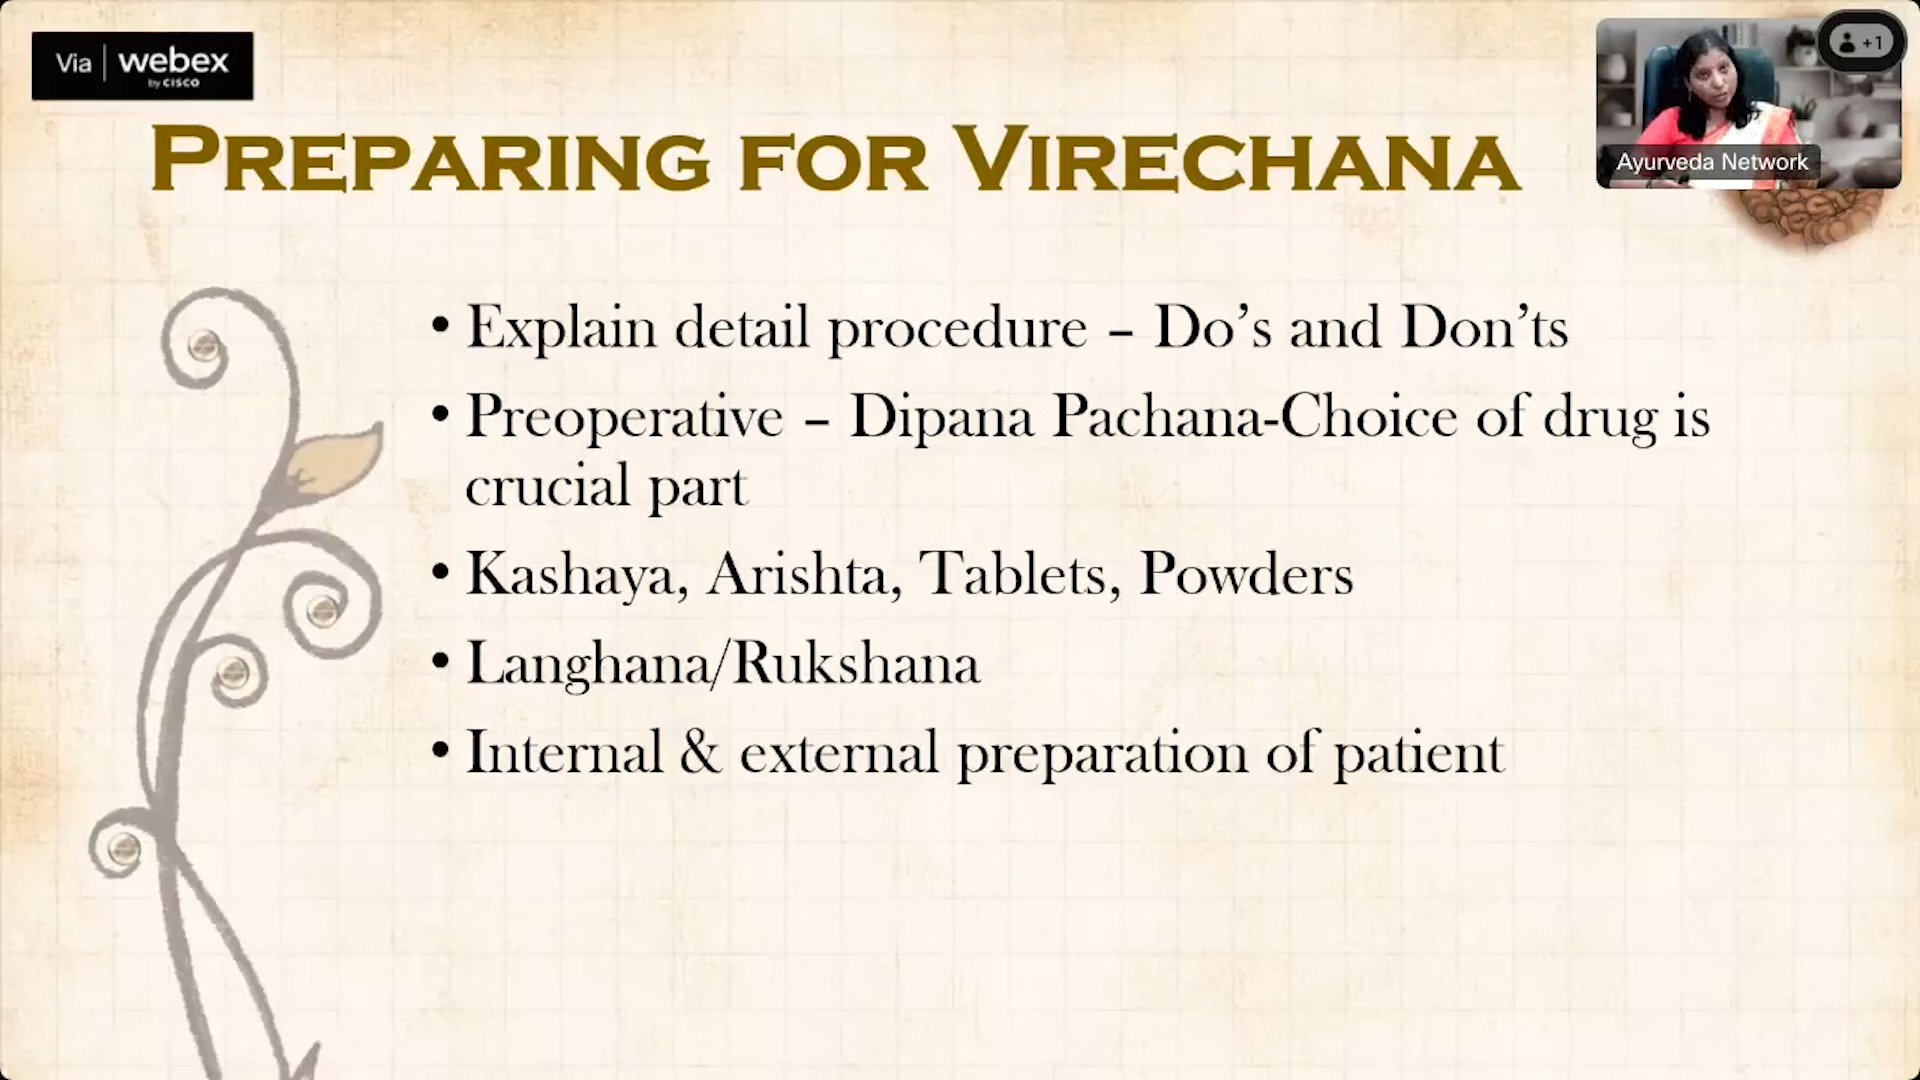 Via | webex
by CISCO
+1
Ayurveda Network
PREPARING FOR VIRECHANA
• Explain detail procedure – Do’s and Don’ts
• Preoperative – Dipana Pachana-Choice of drug is
crucial part
• Kashaya, Arishta, Tablets, Powders
• Langhana/Rukshana
• Internal & external preparation of patient